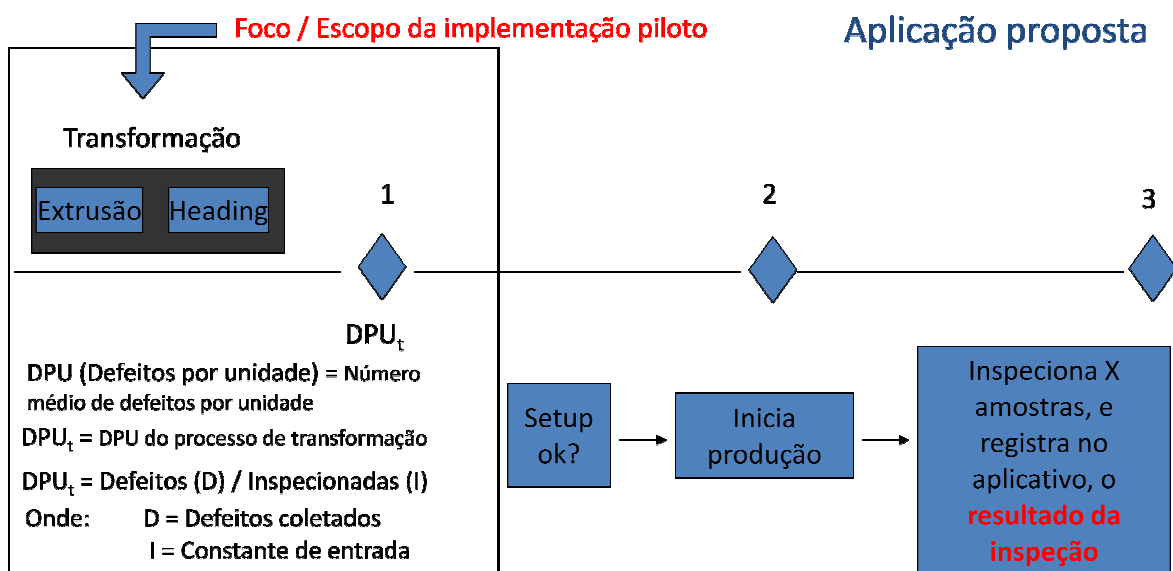 Foco / Escopo da implementação piloto
Aplicação proposta
Transformação
Extrusão
Heading
1
2
3
DPUt
DPU (Defeitos por unidade) = Número
médio de defeitos por unidade
DPUt = DPU do processo de transformação
DPUt = Defeitos (D) / Inspecionadas (I)
Onde: D = Defeitos coletados
I = Constante de entrada
Setup
ok?
Inicia
produção
Inspeciona X
amostras, e
registra no
aplicativo, o
resultado da
inspeção